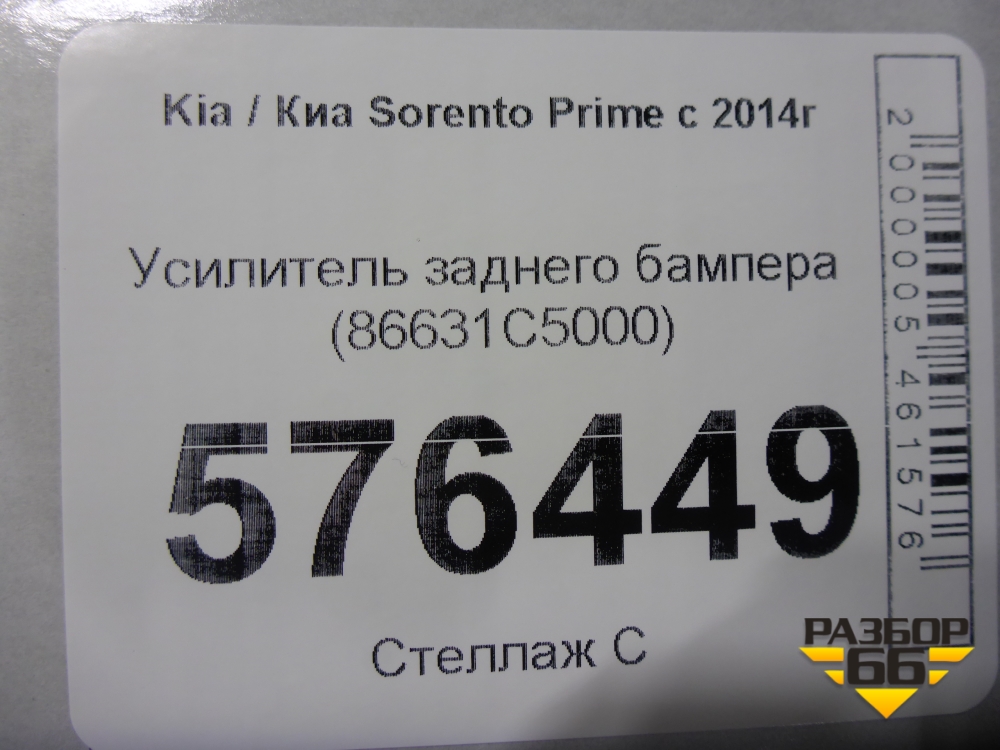 Kia / Киа Sorento Prime с 2014г
Усилитель заднего бампера
(86631C5000)
576449
Стеллаж С
2000005461576
РАЗБОР
66